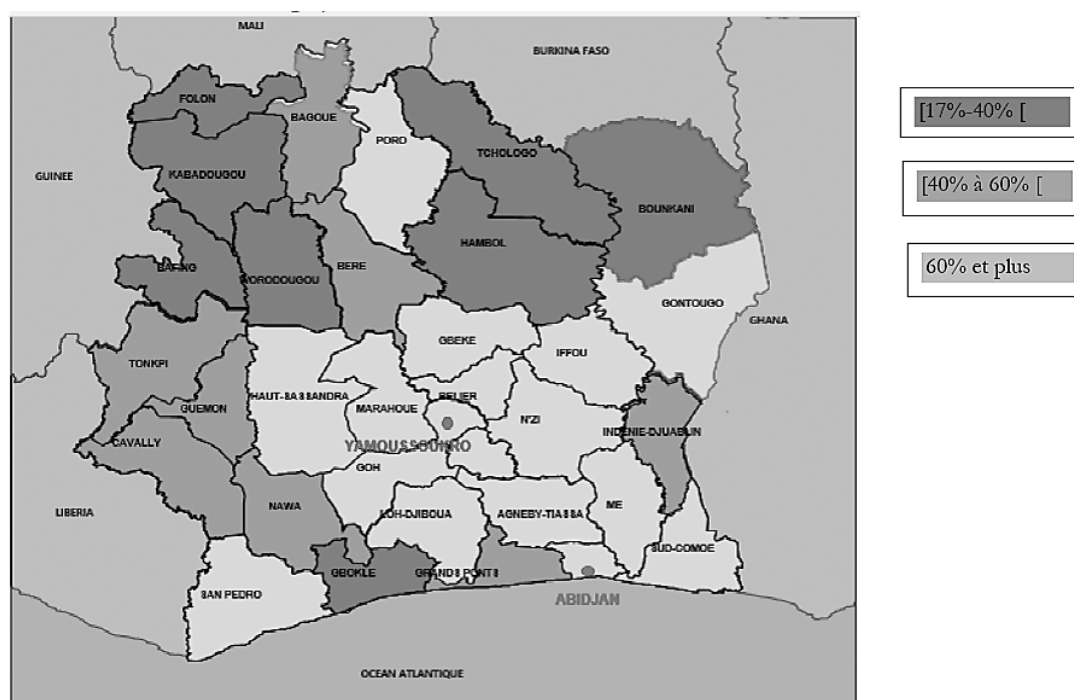 MALI
BURKINA FASO
FOLON
BAGOUE
PORO
[17%-40% [
TCHOLOGO
KABADOUGOU
GUINEE
[40% à 60% [
BOUNKANI
HAMBOL
BAFING
WORODOUGOU
BERE
60% et plus
GONTOUGO
GHANA
GBEKE
IFFOU
TONKPI
HAUT-SASSANDRA
BELIER
GUEMON
MARAHOUE
N'ZI
INDENIE-DJUABLIN
CAVALLY
YAMOUSSOUKRO
GOH
NAWA
LIBERIA
LOH-DJIBOUA
AGNEBY-TIASSA
ME
SUD-COMOE
GBOKLE
GRANDS PONTS
SAN PEDRO
ABIDJAN
OCEAN ATLANTIQUE